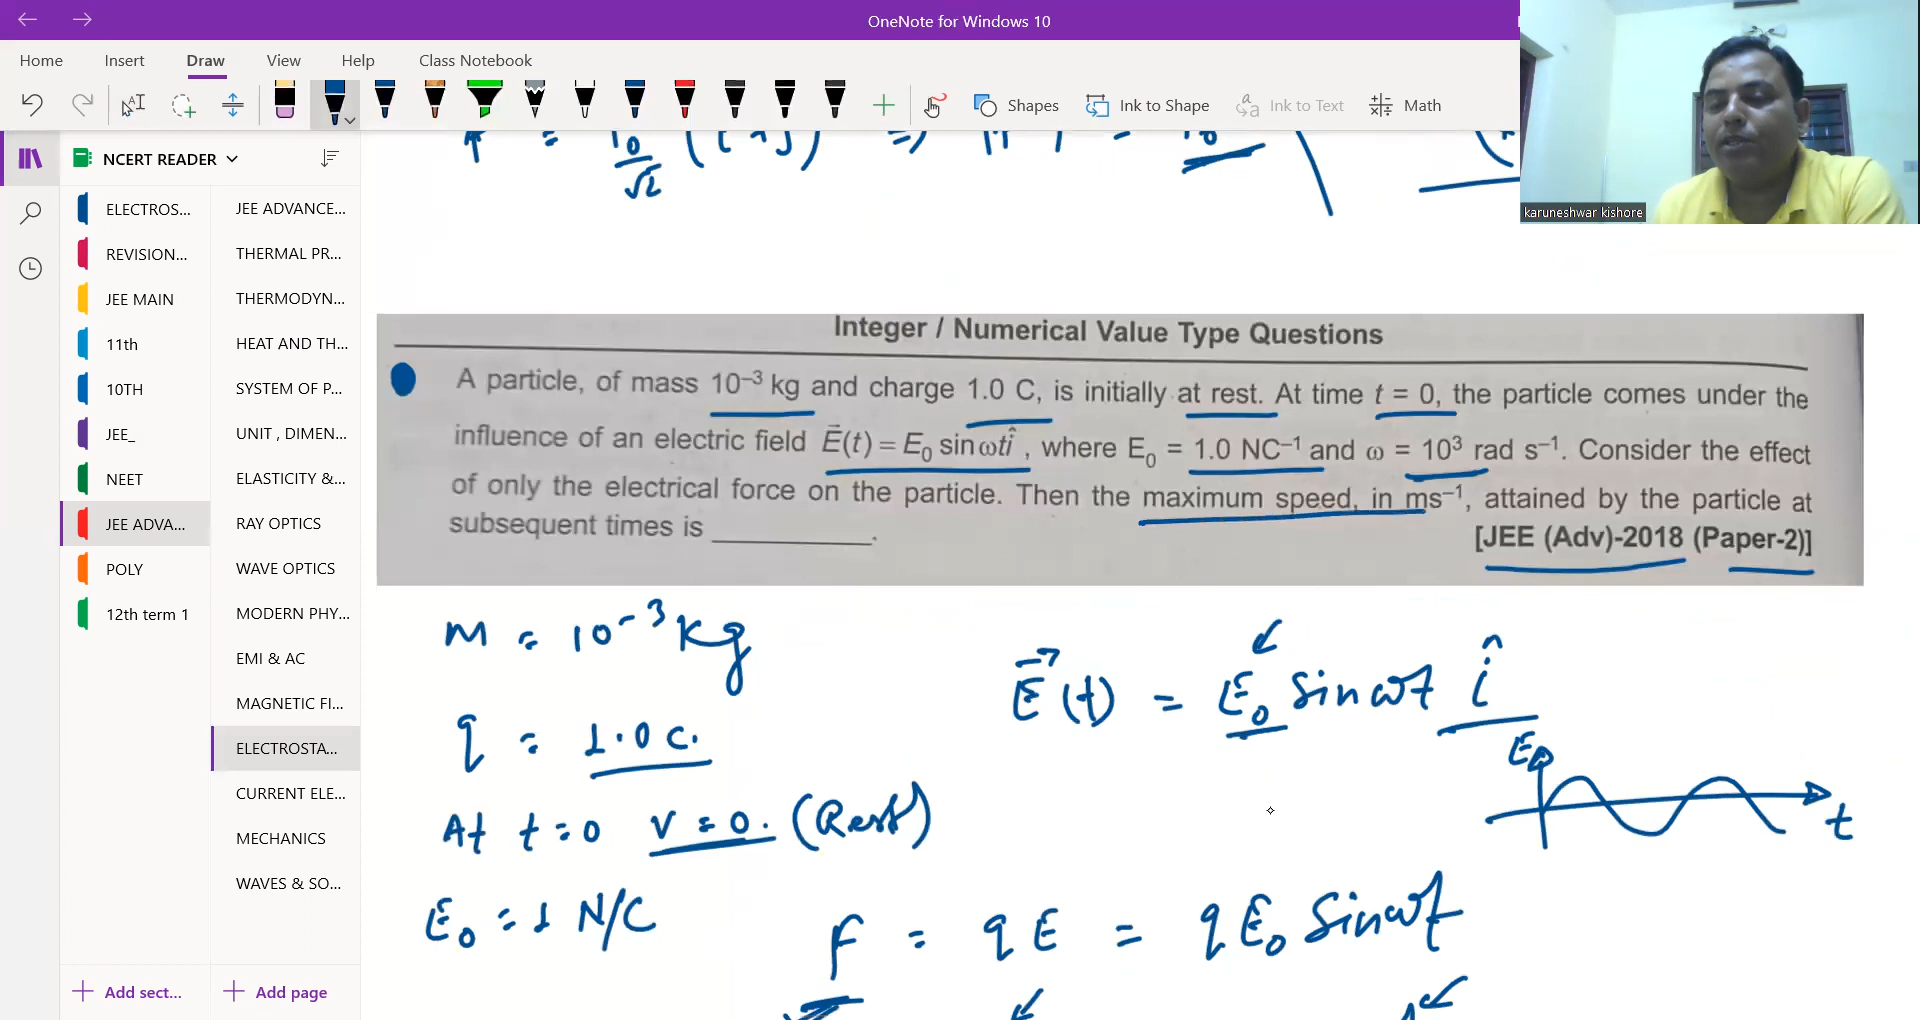 OneNote for Windows 10
Home Insert Draw View Help Class Notebook
Shapes Ink to Shape Ink to Text Math
karuneshwar kishore
NCERT READER
ELECTROS...
REVISION...
JEE MAIN
11th
10TH
JEE_
NEET
JEE ADVA...
POLY
12th term 1
Add sect...
JEE ADVANCE...
THERMAL PR...
THERMODYN...
HEAT AND TH...
SYSTEM OF P...
UNIT , DIMEN...
ELASTICITY &...
RAY OPTICS
WAVE OPTICS
MODERN PHY...
EMI & AC
MAGNETIC FI...
ELECTROSTA...
CURRENT ELE...
MECHANICS
WAVES & SO...
Add page
Integer / Numerical Value Type Questions
A particle, of mass 10⁻³ kg and charge 1.0 C, is initially at rest. At time t = 0, the particle comes under the
influence of an electric field E⃗(t) = E₀ sin ωt î , where E₀ = 1.0 NC⁻¹ and ω = 10³ rad s⁻¹. Consider the effect
of only the electrical force on the particle. Then the maximum speed, in ms⁻¹, attained by the particle at
subsequent times is ________.
[JEE (Adv)-2018 (Paper-2)]
M = 10⁻³ kg
q = 1.0 C.
At t=0 v=0. (Rest)
E₀ = 1 N/C
E⃗(t) = E₀ sin ωt î
E
t
F = qE = qE₀ sin ωt